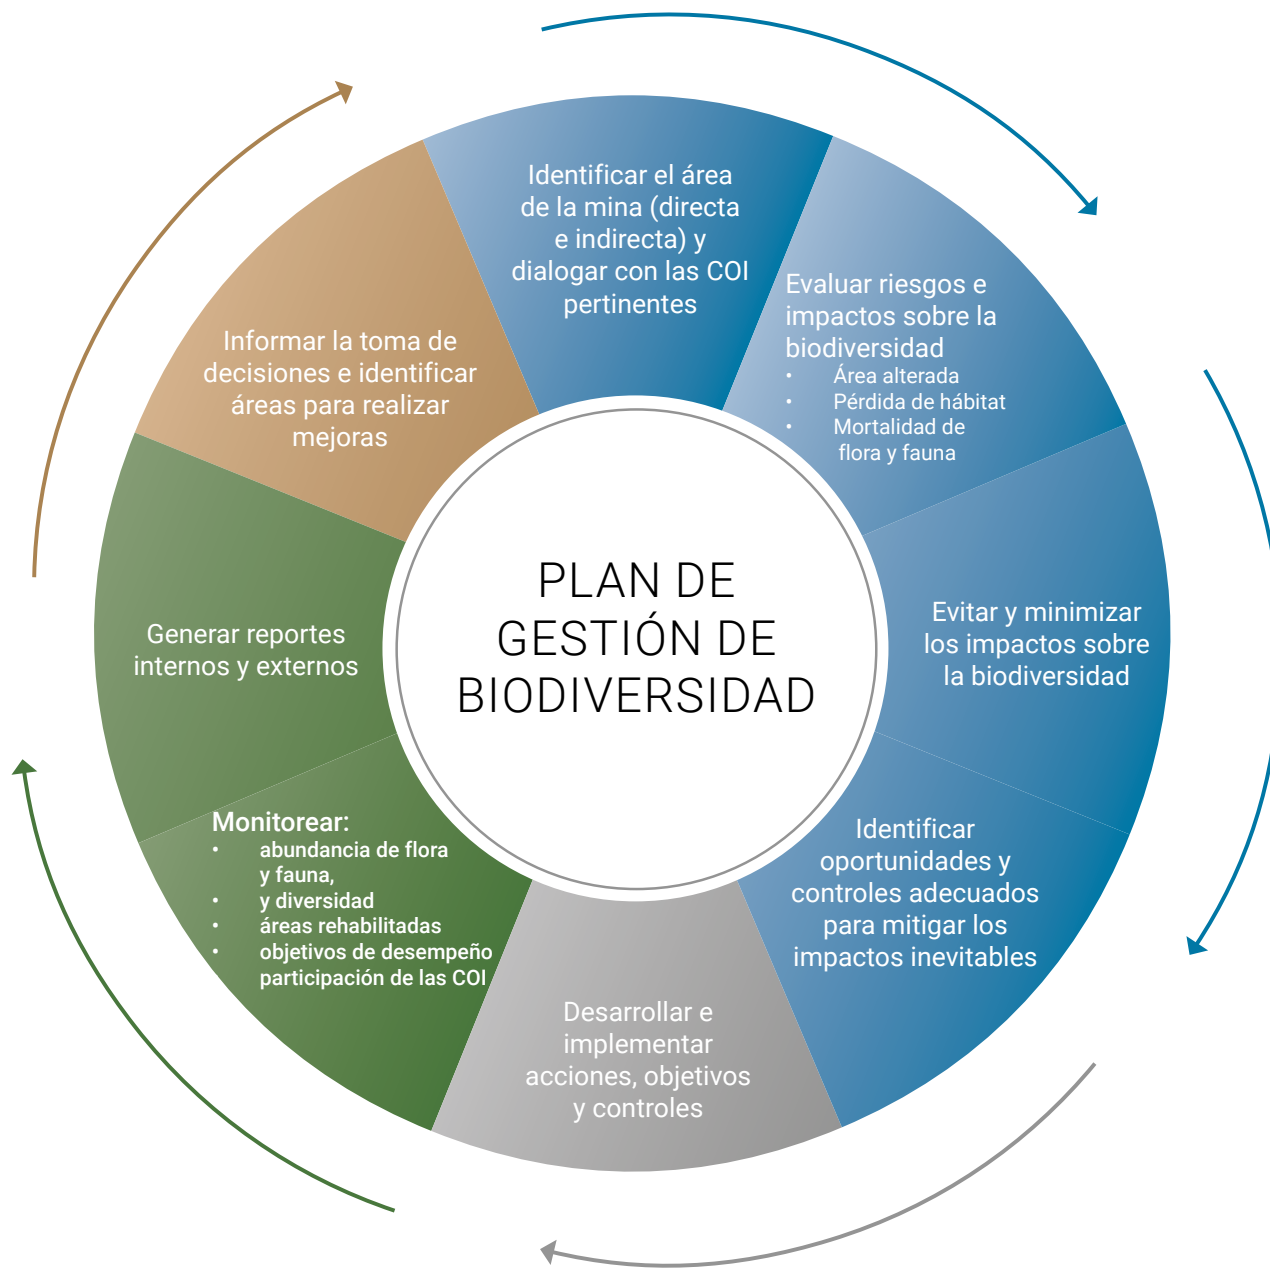 Identificar el área
de la mina (directa
e indirecta) y
dialogar con las COI
pertinentes
Evaluar riesgos e
impactos sobre la
biodiversidad
• Área alterada
• Pérdida de hábitat
• Mortalidad de
flora y fauna
Evitar y minimizar
los impactos sobre
la biodiversidad
Identificar
oportunidades y
controles adecuados
para mitigar los
impactos inevitables
Desarrollar e
implementar
acciones, objetivos
y controles
Monitorear:
• abundancia de flora
y fauna,
• y diversidad
• áreas rehabilitadas
• objetivos de desempeño
participación de las COI
Generar reportes
internos y externos
Informar la toma de
decisiones e identificar
áreas para realizar
mejoras
PLAN DE
GESTIÓN DE
BIODIVERSIDAD